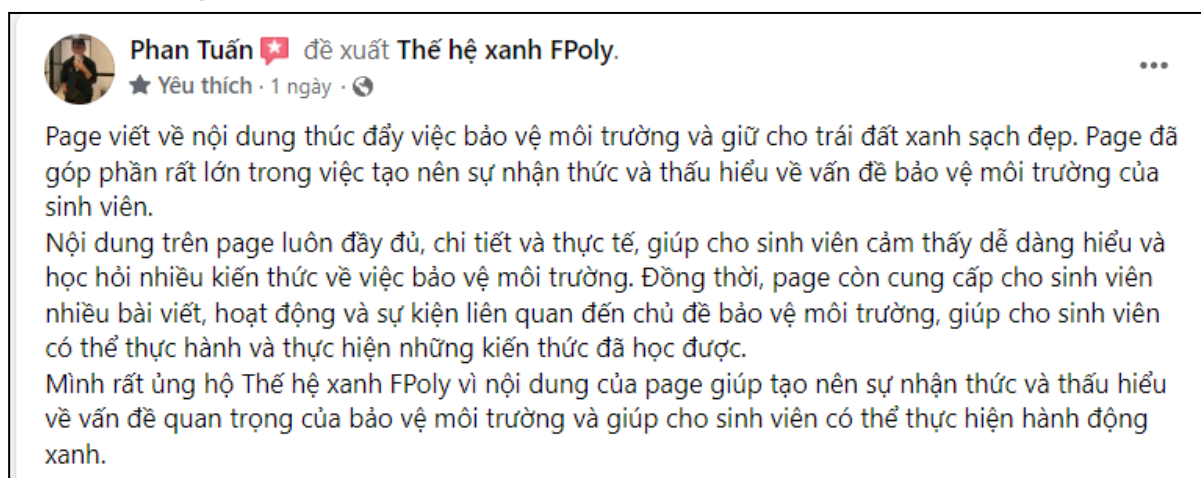 Phan Tuấn đề xuất Thế hệ xanh FPoly.
Yêu thích · 1 ngày ·
Page viết về nội dung thúc đẩy việc bảo vệ môi trường và giữ cho trái đất xanh sạch đẹp. Page đã
góp phần rất lớn trong việc tạo nên sự nhận thức và thấu hiểu về vấn đề bảo vệ môi trường của
sinh viên.
Nội dung trên page luôn đầy đủ, chi tiết và thực tế, giúp cho sinh viên cảm thấy dễ dàng hiểu và
học hỏi nhiều kiến thức về việc bảo vệ môi trường. Đồng thời, page còn cung cấp cho sinh viên
nhiều bài viết, hoạt động và sự kiện liên quan đến chủ đề bảo vệ môi trường, giúp cho sinh viên
có thể thực hành và thực hiện những kiến thức đã học được.
Mình rất ủng hộ Thế hệ xanh FPoly vì nội dung của page giúp tạo nên sự nhận thức và thấu hiểu
về vấn đề quan trọng của bảo vệ môi trường và giúp cho sinh viên có thể thực hiện hành động
xanh.